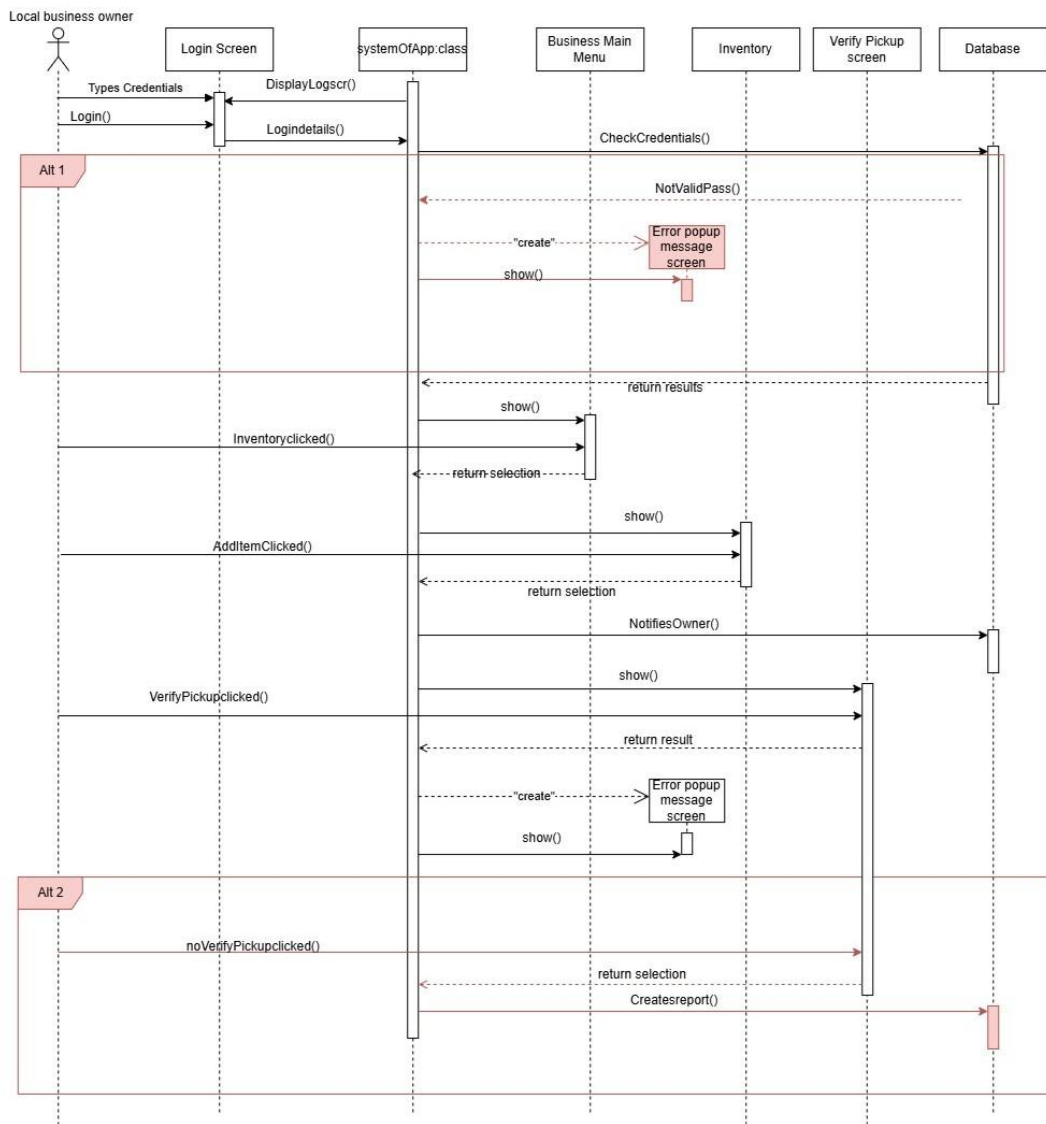 Local business owner
Login Screen
systemOfApp:class
Business Main
Menu
Inventory
Verify Pickup
screen
Database
Types Credentials
DisplayLogscr()
Login()
Logindetails()
CheckCredentials()
Alt 1
NotValidPass()
"create"
Error popup
message
screen
show()
return results
show()
Inventoryclicked()
return selection
show()
AddItemClicked()
return selection
NotifiesOwner()
show()
VerifyPickupclicked()
return result
"create"
Error popup
message
screen
show()
Alt 2
noVerifyPickupclicked()
return selection
Createsreport()